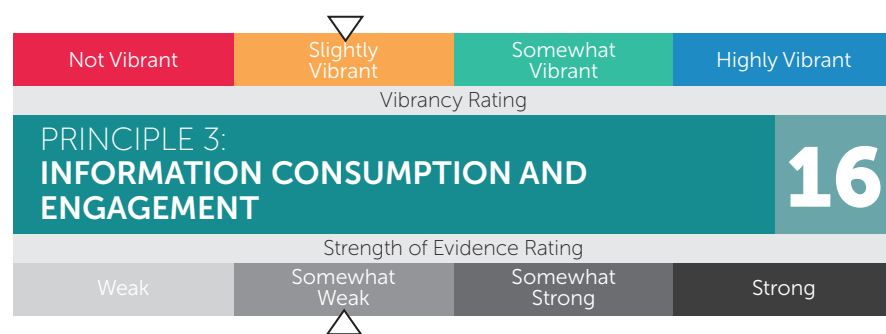 Not Vibrant
Slightly
Vibrant
Somewhat
Vibrant
Highly Vibrant
Vibrancy Rating
PRINCIPLE 3:
INFORMATION CONSUMPTION AND
ENGAGEMENT
16
Strength of Evidence Rating
Weak
Somewhat
Weak
Somewhat
Strong
Strong